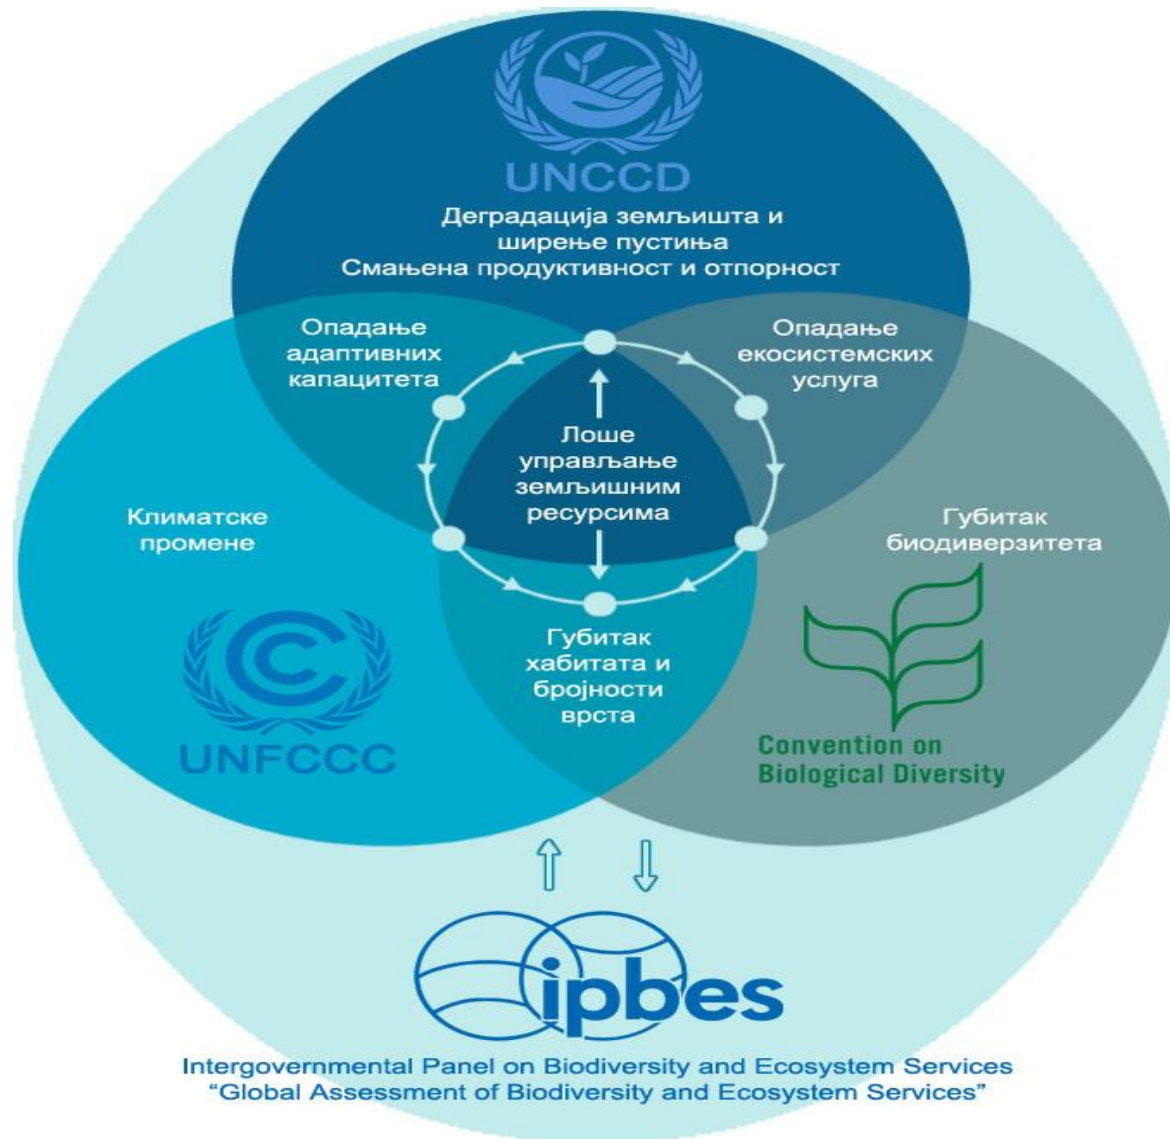 UNCCD
Деградација земљишта и
ширење пустиња
Смањена продуктивност и отпорност
Опадање
адаптивних
капацитета
Опадање
екосистемских
услуга
Лоше
управљање
земљишним
ресурсима
Климатске
промене
Губитак
биодиверзитета
UNFCCC
Губитак
хабитата и
бројности
врста
Convention on
Biological Diversity
ipbes
Intergovernmental Panel on Biodiversity and Ecosystem Services
“Global Assessment of Biodiversity and Ecosystem Services”